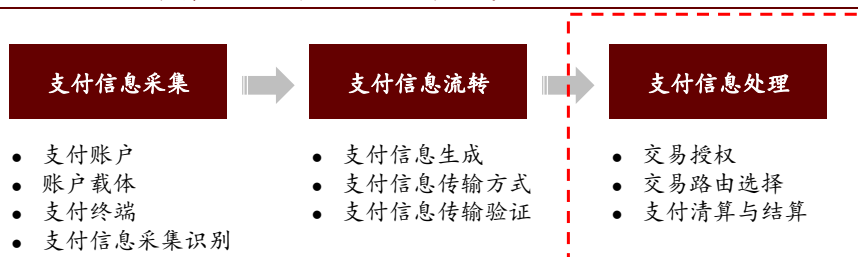 支付信息采集
支付信息流转
支付信息处理
支付账户
账户载体
支付终端
支付信息采集识别
支付信息生成
支付信息传输方式
支付信息传输验证
交易授权
交易路由选择
支付清算与结算